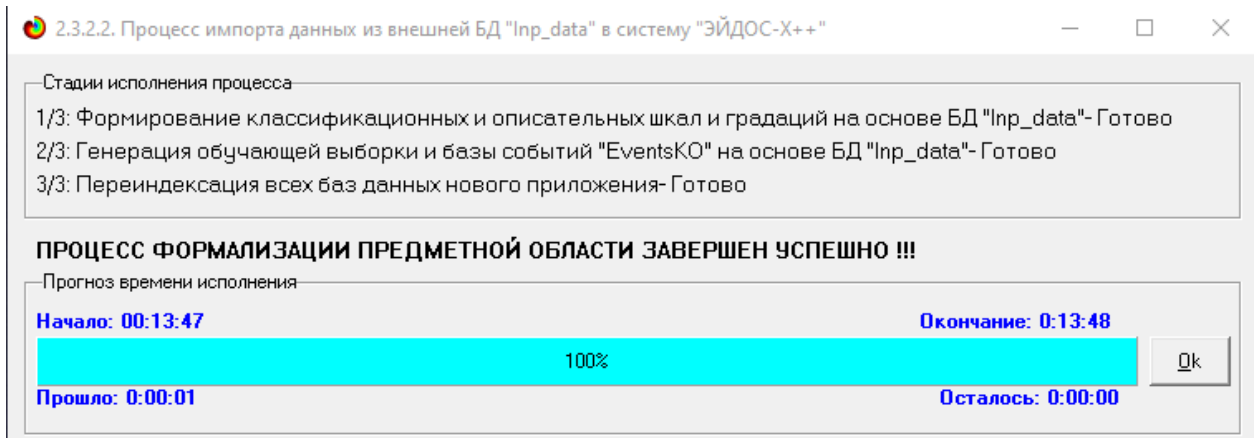 2.3.2.2. Процесс импорта данных из внешней БД "Inp_data" в систему "ЭЙДОС-X++"
Стадии исполнения процесса
1/3: Формирование классификационных и описательных шкал и градаций на основе БД "Inp_data"- Готово
2/3: Генерация обучающей выборки и базы событий "EventsKO" на основе БД "Inp_data"- Готово
3/3: Переиндексация всех баз данных нового приложения- Готово
ПРОЦЕСС ФОРМАЛИЗАЦИИ ПРЕДМЕТНОЙ ОБЛАСТИ ЗАВЕРШЕН УСПЕШНО !!!
Прогноз времени исполнения
Начало: 00:13:47 Окончание: 0:13:48
100% Ok
Прошло: 0:00:01 Осталось: 0:00:00